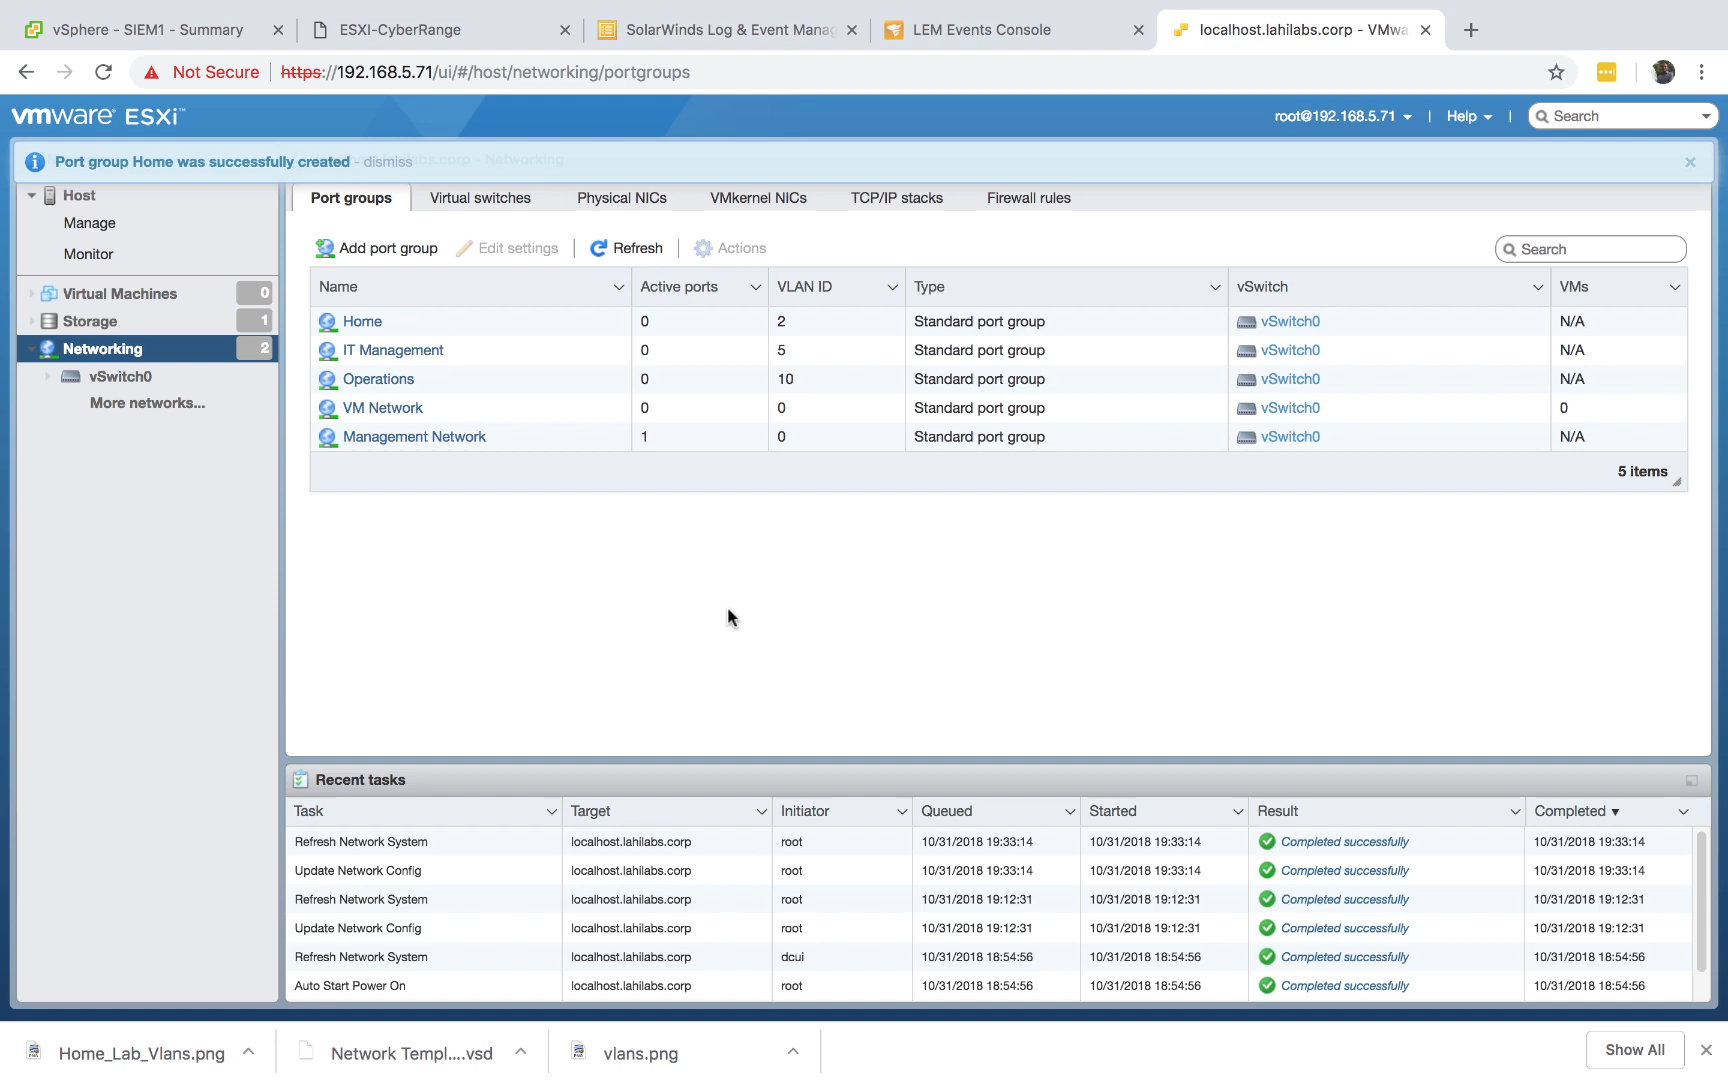 vSphere - SIEM1 - Summary
ESXI-CyberRange
SolarWinds Log & Event Manag
LEM Events Console
localhost.lahilabs.corp - VMwa
Not Secure
https://192.168.5.71/ui/#/host/networking/portgroups
vmware ESXi
root@192.168.5.71 | Help | Search
Port group Home was successfully created - dismiss
Host
Manage
Monitor
Virtual Machines 0
Storage 1
Networking 2
vSwitch0
More networks...
Port groups Virtual switches Physical NICs VMkernel NICs TCP/IP stacks Firewall rules
Add port group Edit settings | Refresh | Actions Search
Name Active ports VLAN ID Type vSwitch VMs
Home 0 2 Standard port group vSwitch0 N/A
IT Management 0 5 Standard port group vSwitch0 N/A
Operations 0 10 Standard port group vSwitch0 N/A
VM Network 0 0 Standard port group vSwitch0 0
Management Network 1 0 Standard port group vSwitch0 N/A
5 items
Recent tasks
Task Target Initiator Queued Started Result Completed ▼
Refresh Network System localhost.lahilabs.corp root 10/31/2018 19:33:14 10/31/2018 19:33:14 Completed successfully 10/31/2018 19:33:14
Update Network Config localhost.lahilabs.corp root 10/31/2018 19:33:14 10/31/2018 19:33:14 Completed successfully 10/31/2018 19:33:14
Refresh Network System localhost.lahilabs.corp root 10/31/2018 19:12:31 10/31/2018 19:12:31 Completed successfully 10/31/2018 19:12:31
Update Network Config localhost.lahilabs.corp root 10/31/2018 19:12:31 10/31/2018 19:12:31 Completed successfully 10/31/2018 19:12:31
Refresh Network System localhost.lahilabs.corp dcui 10/31/2018 18:54:56 10/31/2018 18:54:56 Completed successfully 10/31/2018 18:54:56
Auto Start Power On localhost.lahilabs.corp root 10/31/2018 18:54:56 10/31/2018 18:54:56 Completed successfully 10/31/2018 18:54:56
Home_Lab_Vlans.png
Network Templ....vsd
vlans.png
Show All